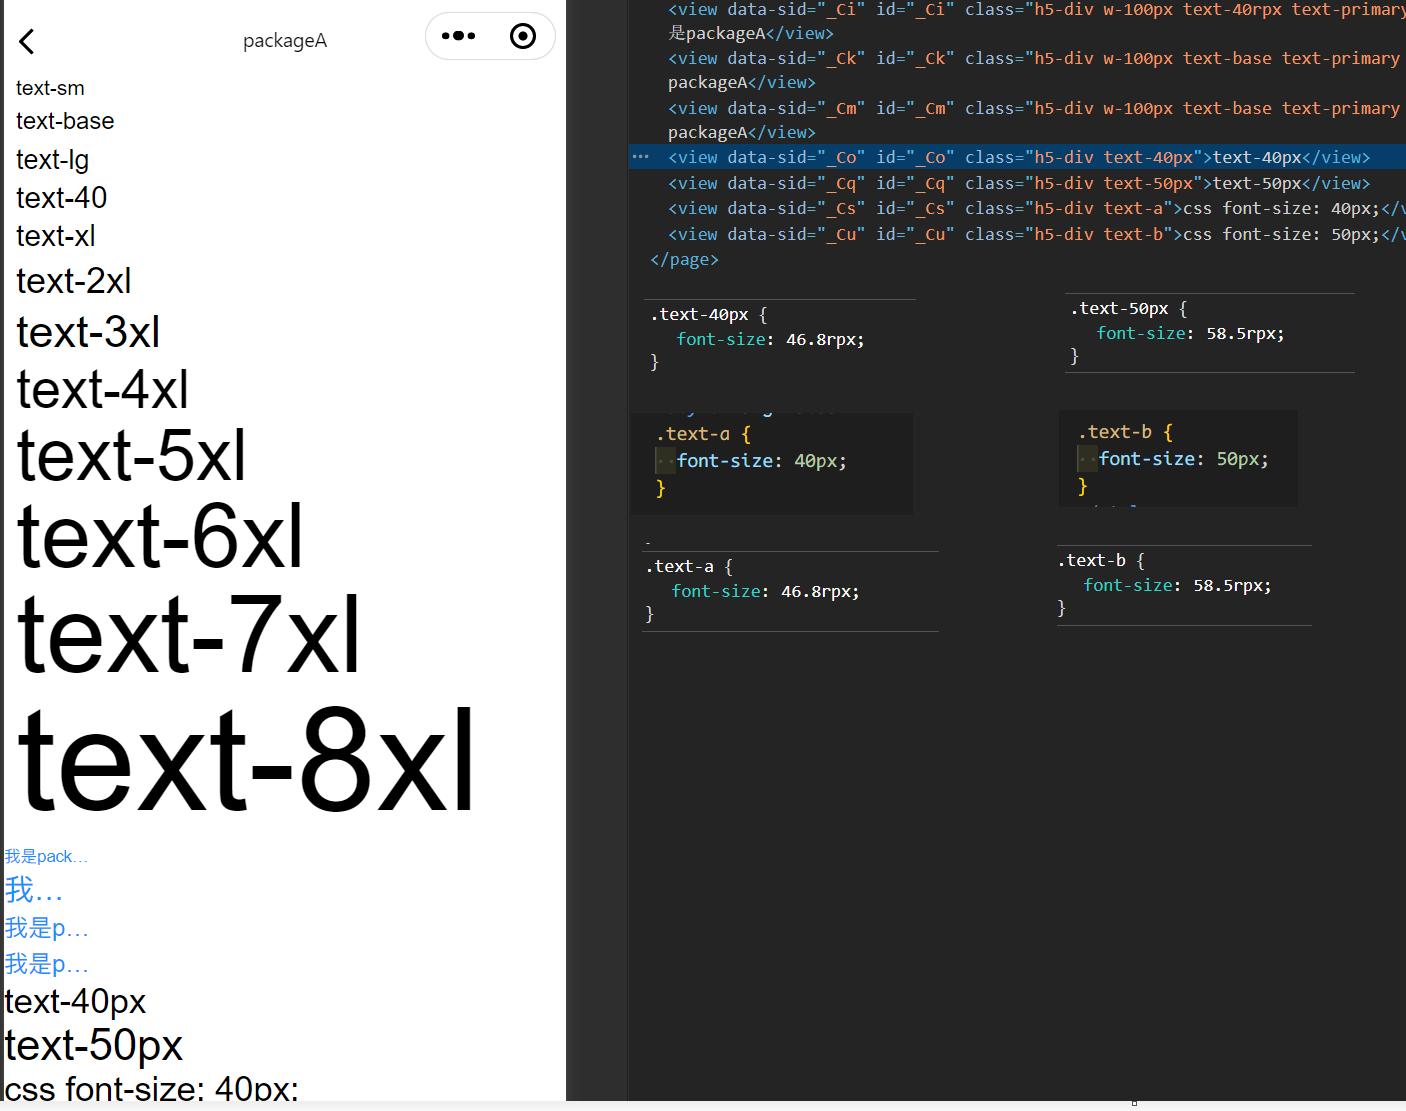 packageA
text-sm
text-base
text-lg
text-40
text-xl
text-2xl
text-3xl
text-4xl
text-5xl
text-6xl
text-7xl
text-8xl
我是pack…
我…
我是p…
我是p…
text-40px
text-50px
css font-size: 40px;
<view data-sid="_Ci" id="_Ci" class="h5-div w-100px text-40rpx text-primary
是packageA</view>
<view data-sid="_Ck" id="_Ck" class="h5-div w-100px text-base text-primary
packageA</view>
<view data-sid="_Cm" id="_Cm" class="h5-div w-100px text-base text-primary
packageA</view>
<view data-sid="_Co" id="_Co" class="h5-div text-40px">text-40px</view>
<view data-sid="_Cq" id="_Cq" class="h5-div text-50px">text-50px</view>
<view data-sid="_Cs" id="_Cs" class="h5-div text-a">css font-size: 40px;</v
<view data-sid="_Cu" id="_Cu" class="h5-div text-b">css font-size: 50px;</v
</page>
.text-40px {
font-size: 46.8rpx;
}
.text-50px {
font-size: 58.5rpx;
}
.text-a {
font-size: 40px;
}
.text-b {
font-size: 50px;
}
.text-a {
font-size: 46.8rpx;
}
.text-b {
font-size: 58.5rpx;
}